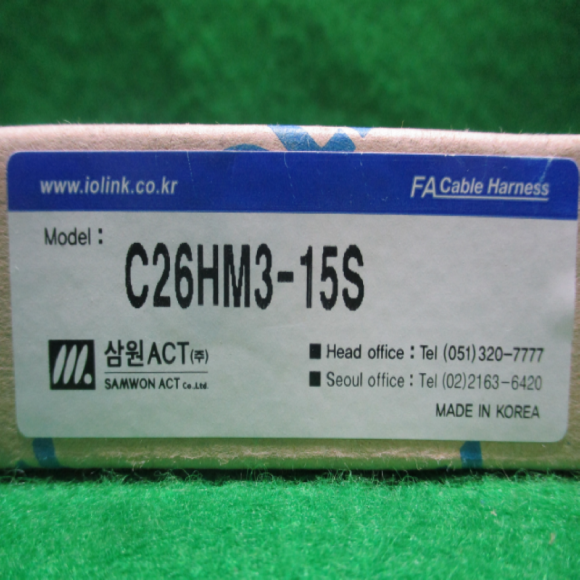 www.iolink.co.kr
FA Cable Harness
Model :
C26HM3-15S
삼원ACT(주)
SAMWON ACT Co.,Ltd.
■ Head office : Tel (051)320-7777
■ Seoul office : Tel (02)2163-6420
MADE IN KOREA